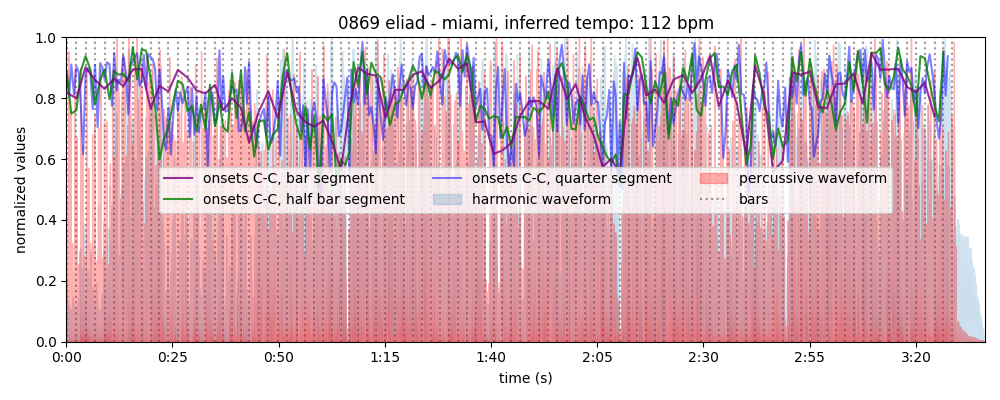 0869 eliad - miami, inferred tempo: 112 bpm
normalized values
1.0
0.8
0.6
0.4
0.2
0.0
onsets C-C, bar segment
onsets C-C, half bar segment
onsets C-C, quarter segment
harmonic waveform
percussive waveform
bars
0:00 0:25 0:50 1:15 1:40 2:05 2:30 2:55 3:20
time (s)